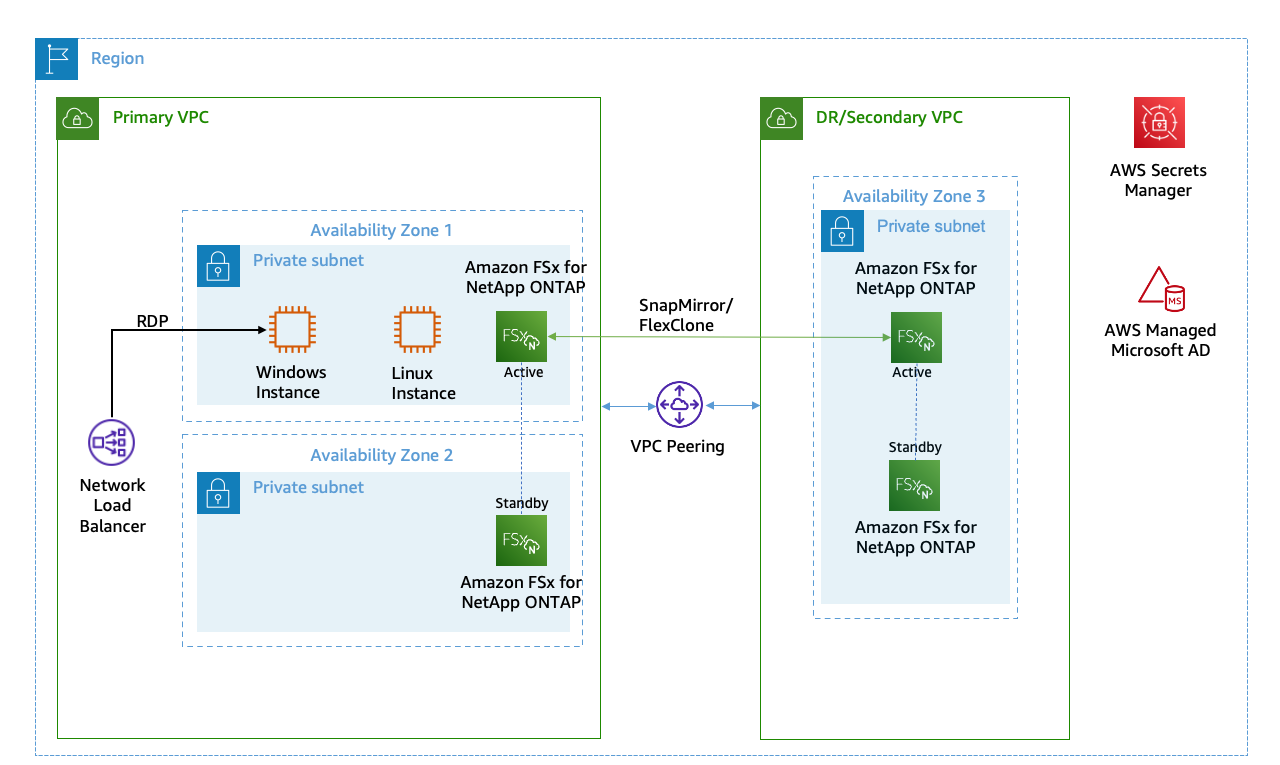 Region
Primary VPC
Availability Zone 1
Private subnet
Amazon FSx for
NetApp ONTAP
RDP
Windows
Instance
Linux
Instance
FSx
N
Active
Network
Load
Balancer
Availability Zone 2
Private subnet
Standby
FSx
N
Amazon FSx for
NetApp ONTAP
SnapMirror/
FlexClone
VPC Peering
DR/Secondary VPC
Availability Zone 3
Private subnet
Amazon FSx for
NetApp ONTAP
FSx
N
Active
Standby
FSx
N
Amazon FSx for
NetApp ONTAP
AWS Secrets
Manager
MS
AWS Managed
Microsoft AD